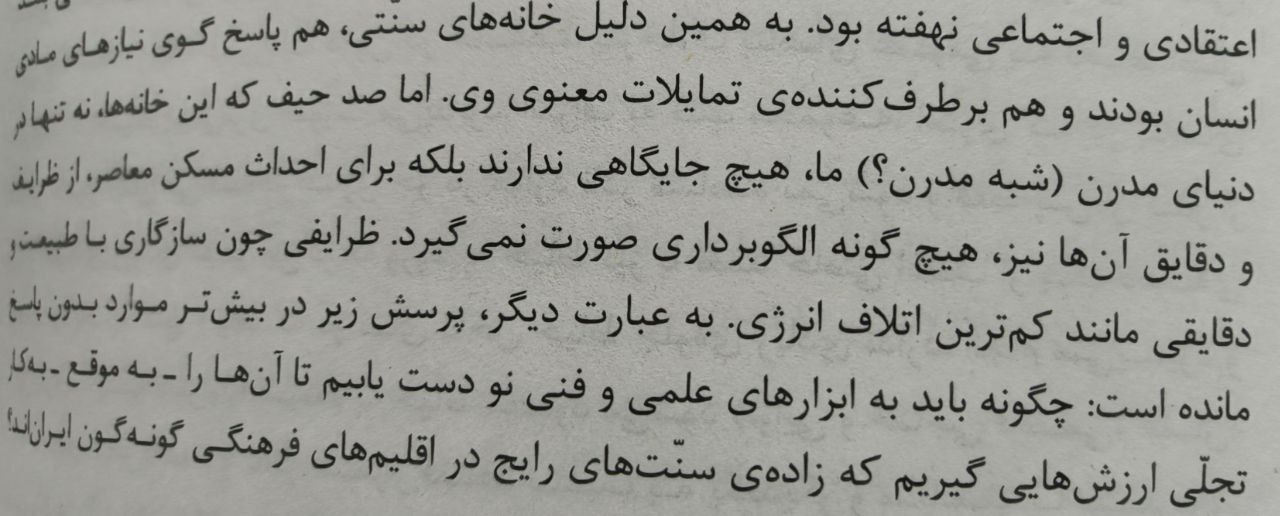 اعتقادی و اجتماعی نهفته بود. به همین دلیل خانه‌های سنّتی، هم پاسخ گوی نیازهای مادی
انسان بودند و هم برطرف‌کننده‌ی تمایلات معنوی وی. اما صد حیف که این خانه‌ها، نه تنها در
دنیای مدرن (شبه مدرن؟) ما، هیچ جایگاهی ندارند بلکه برای احداث مسکن معاصر، از ظرایف
و دقایق آن‌ها نیز، هیچ گونه الگوبرداری صورت نمی‌گیرد. ظرایفی چون سازگاری با طبیعت و
دقایقی مانند کم‌ترین اتلاف انرژی. به عبارت دیگر، پرسش زیر در بیش‌تر موارد بدون پاسخ
مانده است: چگونه باید به ابزارهای علمی و فنی نو دست یابیم تا آن‌ها را ـ به موقع ـ به‌کار
تجلّی ارزش‌هایی گیریم که زاده‌ی سنّت‌های رایج در اقلیم‌های فرهنگی گونه‌گون ایران‌اند؟